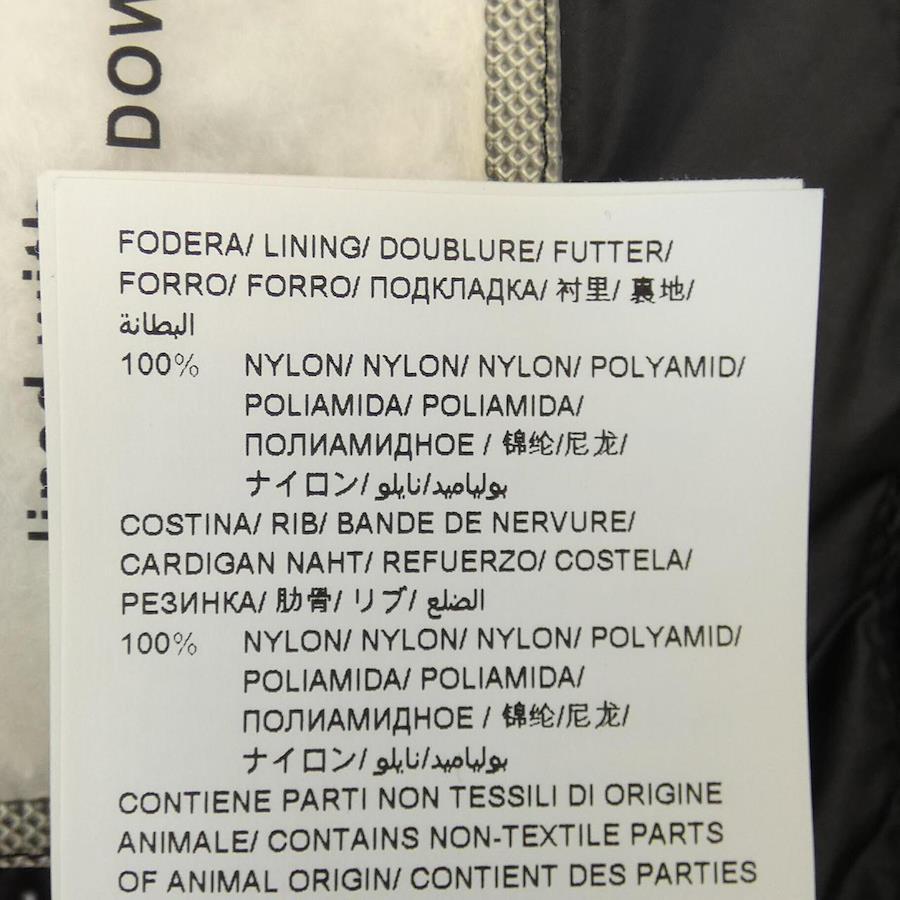 DOW
lined with
FODERA/ LINING/ DOUBLURE/ FUTTER/
FORRO/ FORRO/ ПОДКЛАДКА/ 衬里/ 裏地/
البطانة
100% NYLON/ NYLON/ NYLON/ POLYAMID/
POLIAMIDA/ POLIAMIDA/
ПОЛИАМИДНОЕ / 锦纶/尼龙/
ナイロン/ بولياميد/نايلو
COSTINA/ RIB/ BANDE DE NERVURE/
CARDIGAN NAHT/ REFUERZO/ COSTELA/
РЕЗИНКА/ 肋骨/ リブ/ الضلع
100% NYLON/ NYLON/ NYLON/ POLYAMID/
POLIAMIDA/ POLIAMIDA/
ПОЛИАМИДНОЕ / 锦纶/尼龙/
ナイロン/ بولياميد/نايلو
CONTIENE PARTI NON TESSILI DI ORIGINE
ANIMALE/ CONTAINS NON-TEXTILE PARTS
OF ANIMAL ORIGIN/ CONTIENT DES PARTIES